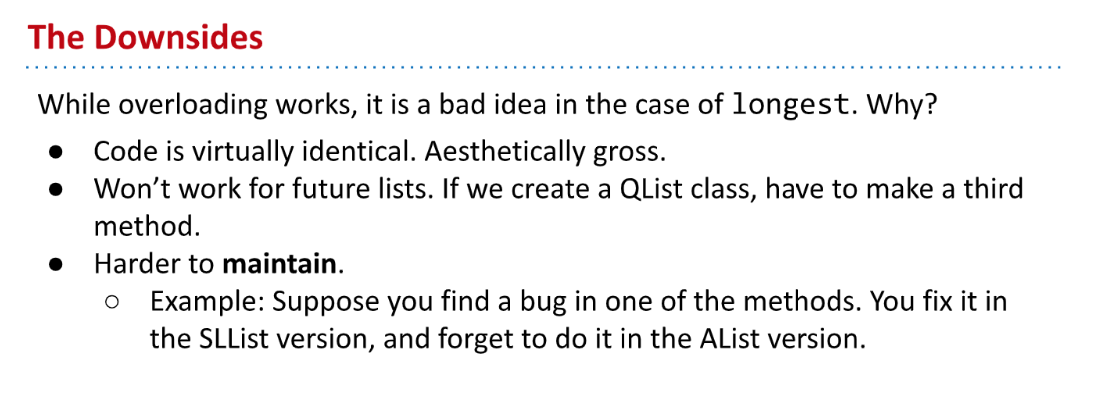 The Downsides
While overloading works, it is a bad idea in the case of longest. Why?
● Code is virtually identical. Aesthetically gross.
● Won’t work for future lists. If we create a QList class, have to make a third
method.
● Harder to maintain.
○ Example: Suppose you find a bug in one of the methods. You fix it in
the SLList version, and forget to do it in the AList version.